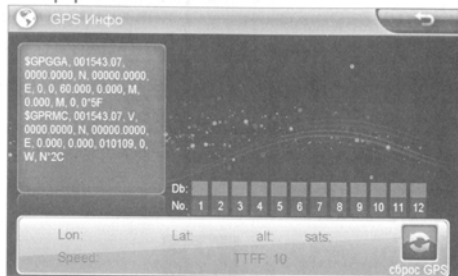 GPS Инфо
$GPGGA, 001543.07,
0000.0000, N, 00000.0000,
E, 0, 0, 60.000, 0.000, M,
0.000, M, 0, 0*5F
$GPRMC, 001543.07, V,
0000.0000, N, 00000.0000,
E, 0.000, 0.000, 010109, 0,
W, N*2C
Db:
No. 1 2 3 4 5 6 7 8 9 10 11 12
Lon: Lat: alt: sats:
Speed: TTFF: 10
сброс GPS